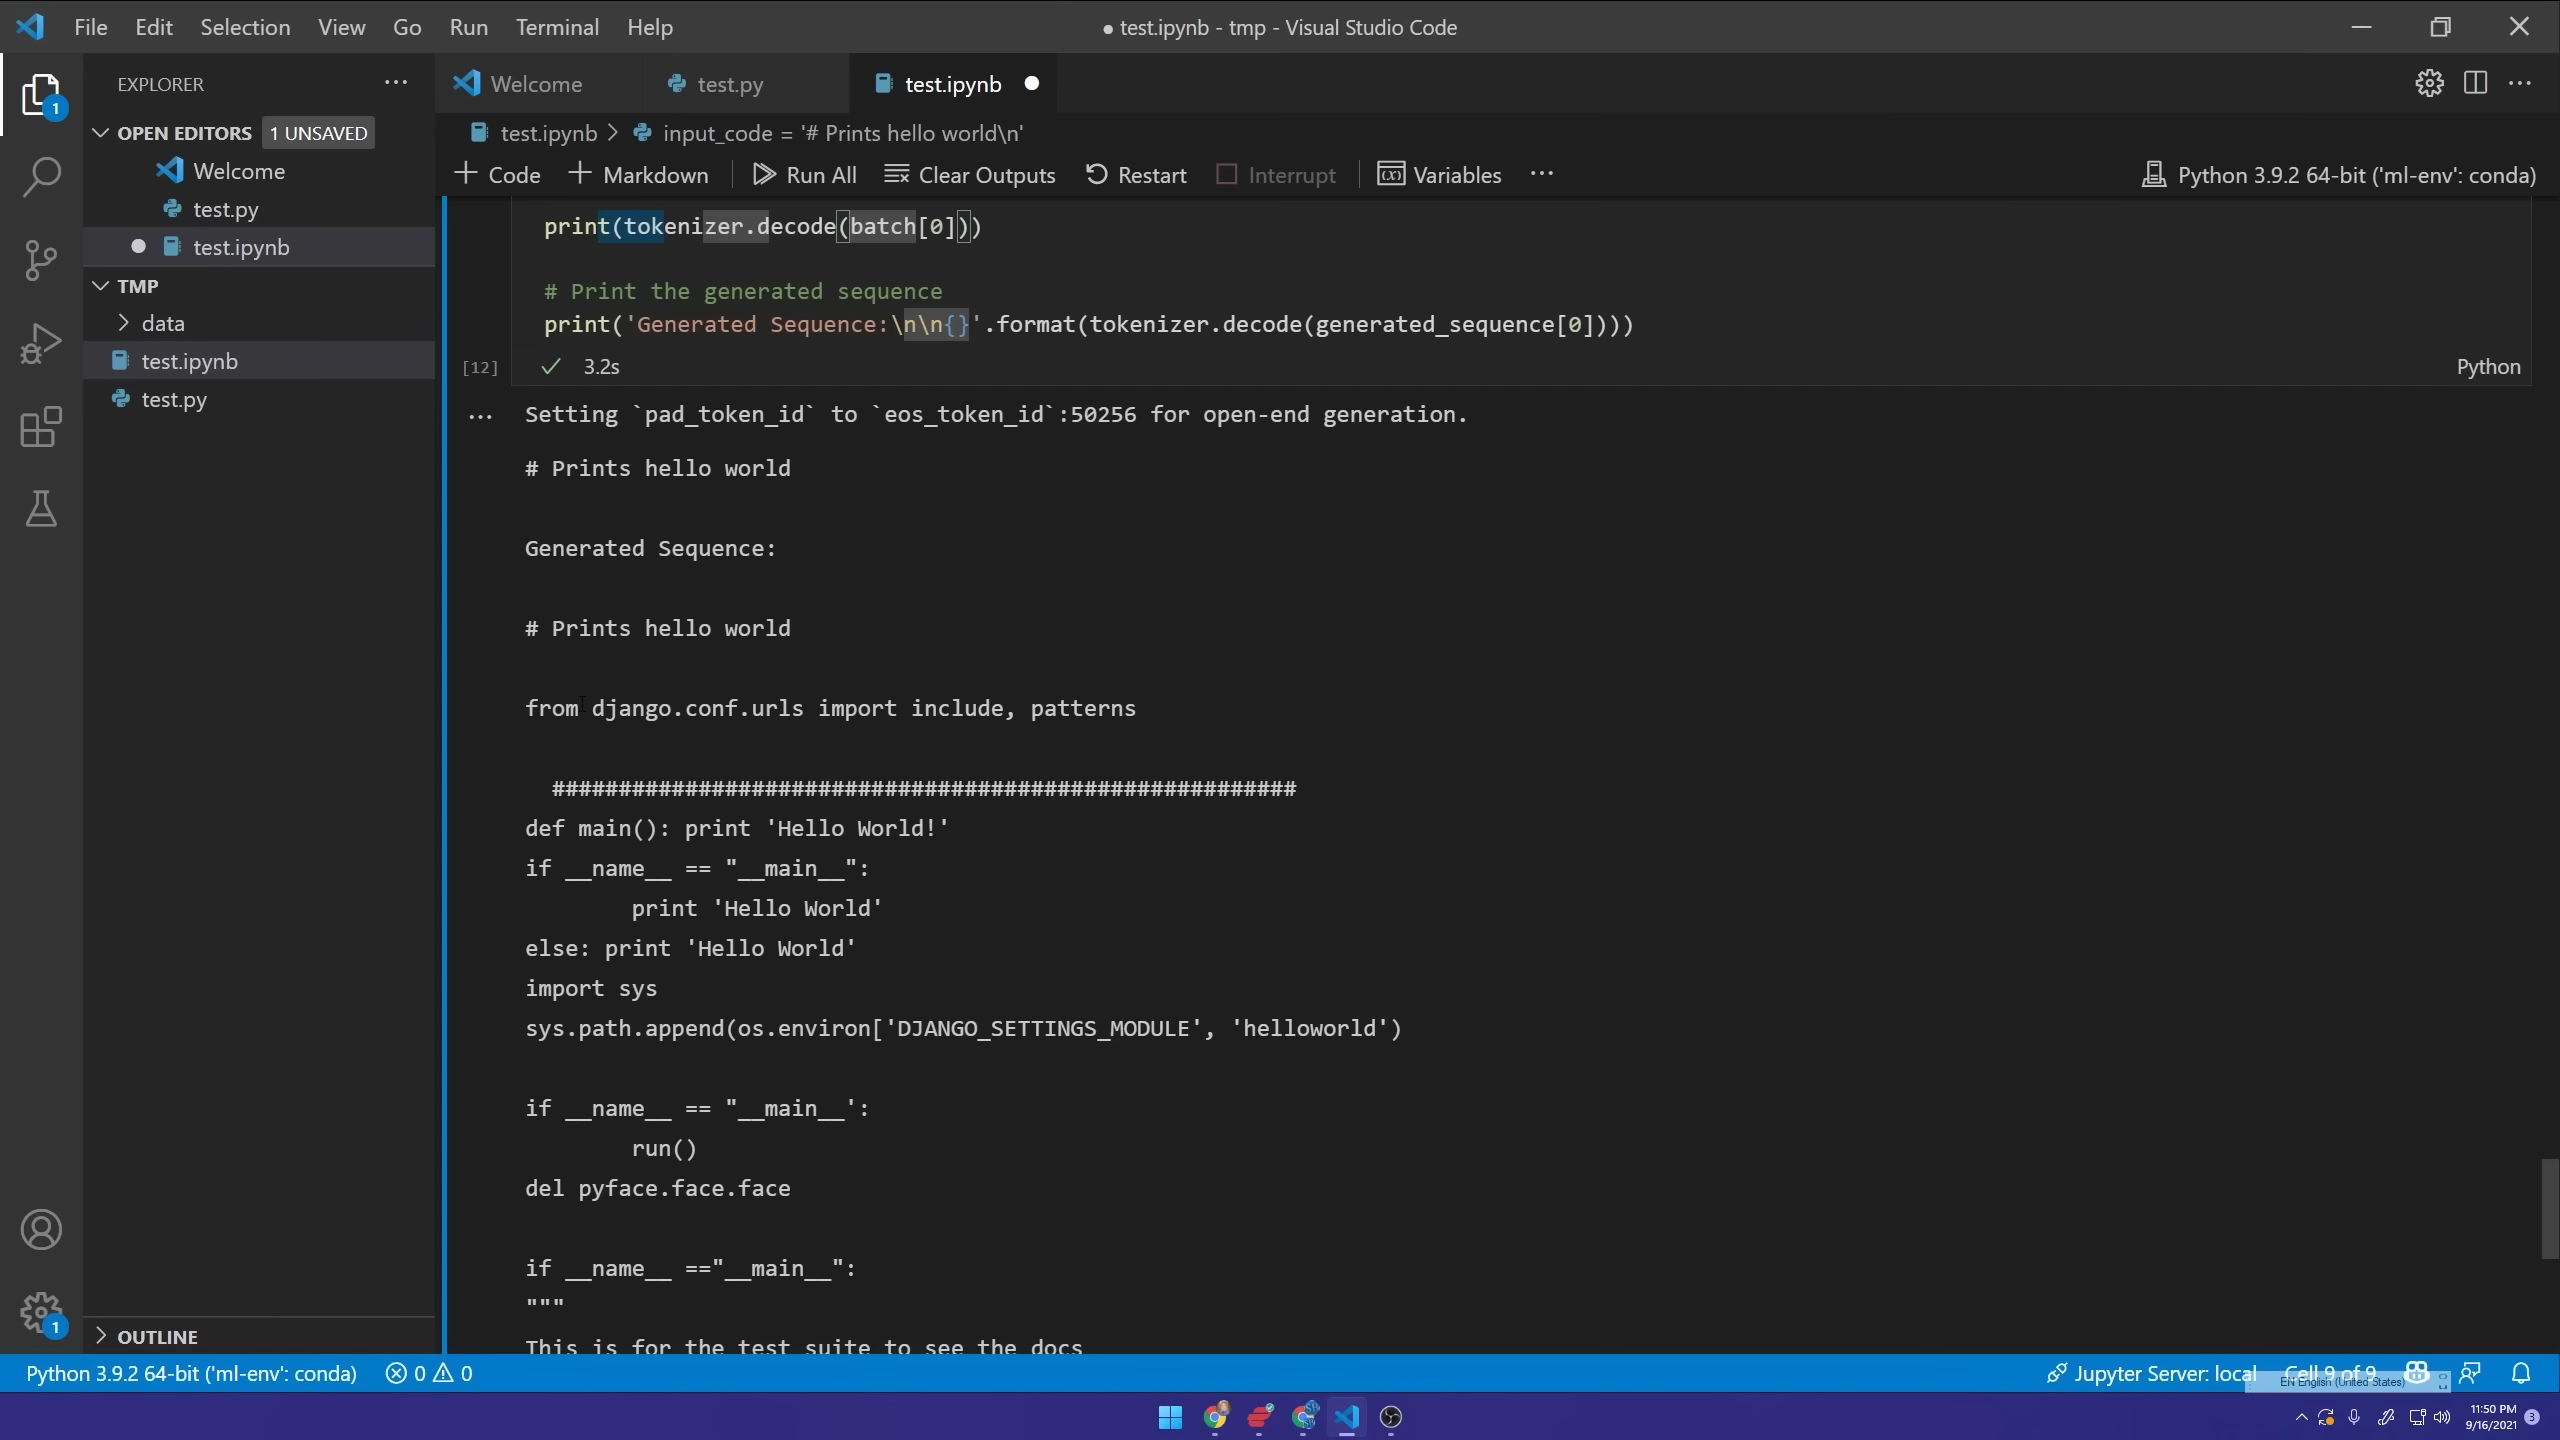 File Edit Selection View Go Run Terminal Help
● test.ipynb - tmp - Visual Studio Code
EXPLORER
Welcome
test.py
test.ipynb
1
OPEN EDITORS 1 UNSAVED
Welcome
test.py
test.ipynb
TMP
data
test.ipynb
test.py
OUTLINE
1
test.ipynb > input_code = '# Prints hello world\n'
Code Markdown Run All Clear Outputs Restart Interrupt Variables
Python 3.9.2 64-bit ('ml-env': conda)
print(tokenizer.decode(batch[0]))
# Print the generated sequence
print('Generated Sequence:\n\n{}'.format(tokenizer.decode(generated_sequence[0])))
[12] 3.2s Python
Setting `pad_token_id` to `eos_token_id`:50256 for open-end generation.
# Prints hello world
Generated Sequence:
# Prints hello world
from django.conf.urls import include, patterns
########################################################
def main(): print 'Hello World!'
if __name__ == "__main__":
print 'Hello World'
else: print 'Hello World'
import sys
sys.path.append(os.environ['DJANGO_SETTINGS_MODULE', 'helloworld')
if __name__ == "__main__':
run()
del pyface.face.face
if __name__ =="__main__":
"""
This is for the test suite to see the docs
Python 3.9.2 64-bit ('ml-env': conda) 0 0
Jupyter Server: local Cell 9 of 9
EN English (United States)
11:50 PM
9/16/2021
3